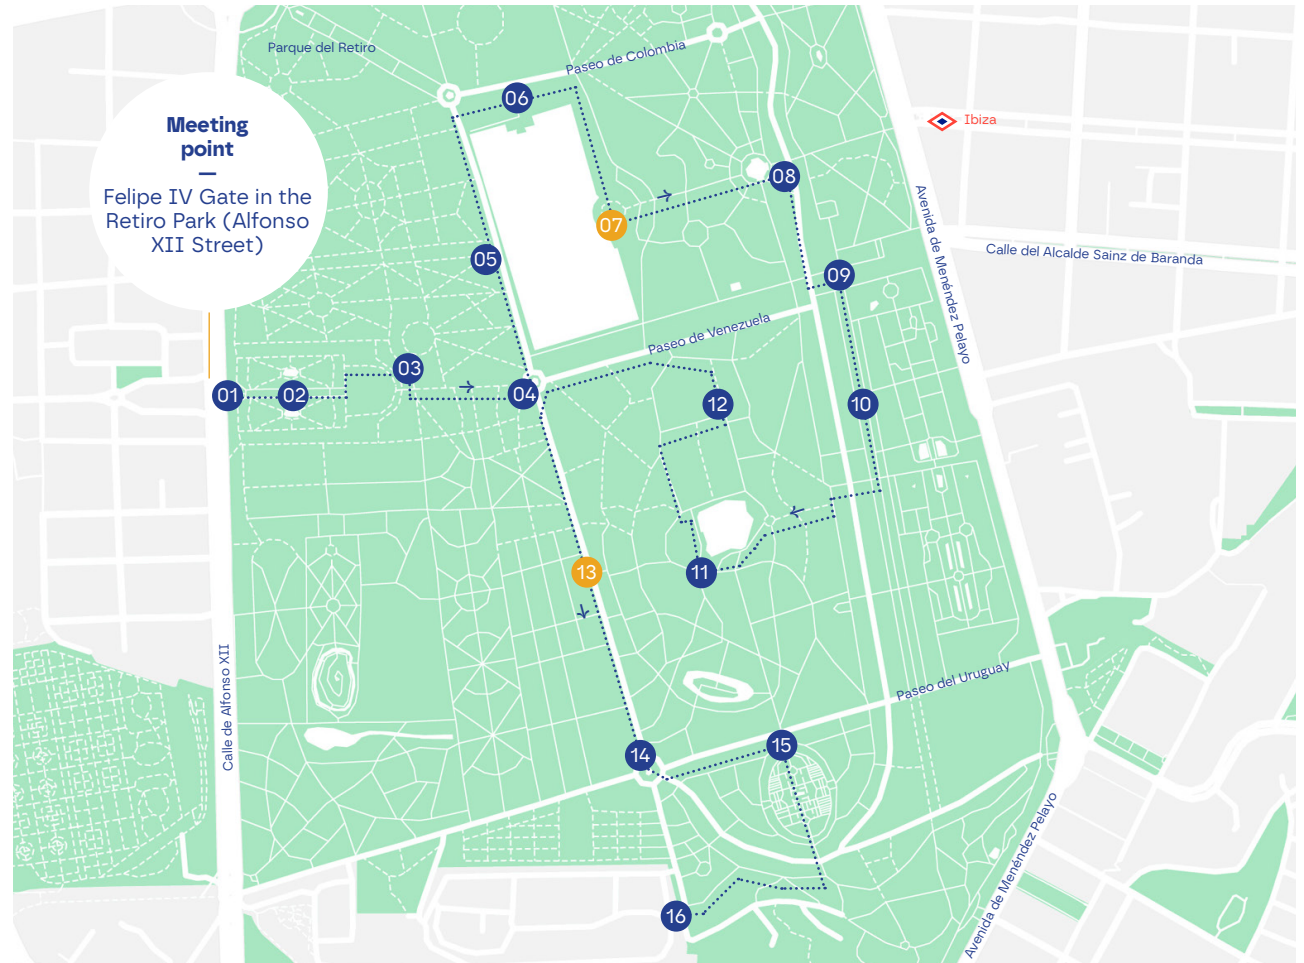 Parque del Retiro
Paseo de Colombia
Meeting
point
—
Felipe IV Gate in the
Retiro Park (Alfonso
XII Street)
06
Ibiza
08
07
Avenida de Menéndez Pelayo
Calle del Alcalde Sainz de Baranda
05
09
Paseo de Venezuela
03
01
02
04
12
10
13
11
Calle de Alfonso XII
Paseo del Uruguay
14
15
Avenida de Menéndez Pelayo
16